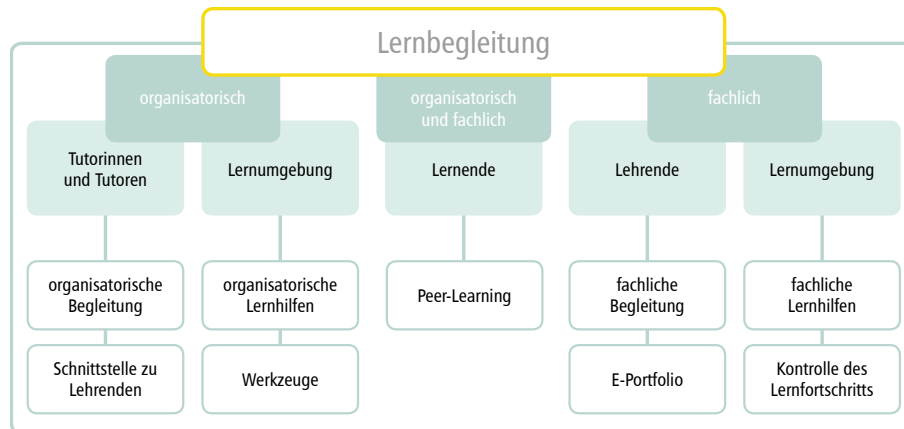 Lernbegleitung
organisatorisch
organisatorisch
und fachlich
fachlich
Tutorinnen
und Tutoren
Lernumgebung
Lernende
Lehrende
Lernumgebung
organisatorische
Begleitung
organisatorische
Lernhilfen
Peer-Learning
fachliche
Begleitung
fachliche
Lernhilfen
Schnittstelle zu
Lehrenden
Werkzeuge
E-Portfolio
Kontrolle des
Lernfortschritts